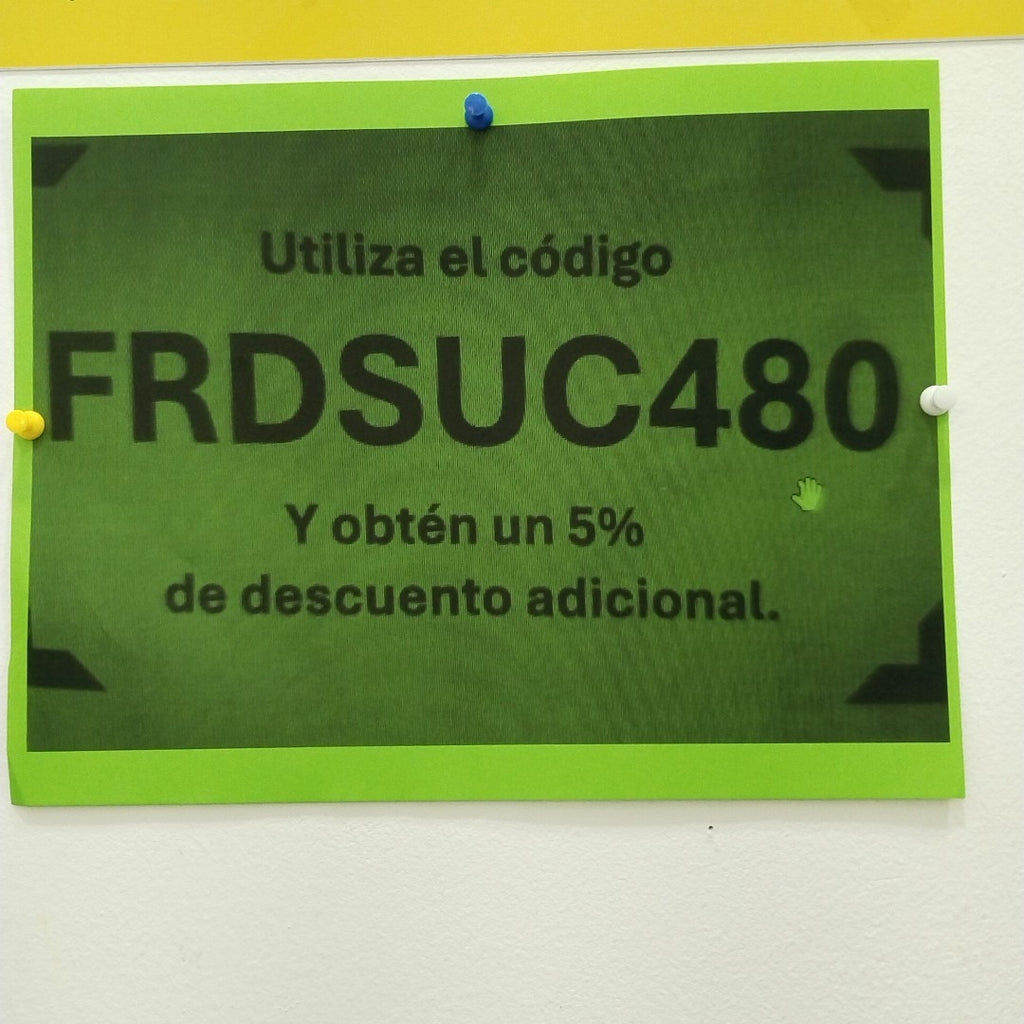 Utiliza el código
FRDSUC480
Y obtén un 5%
de descuento adicional.